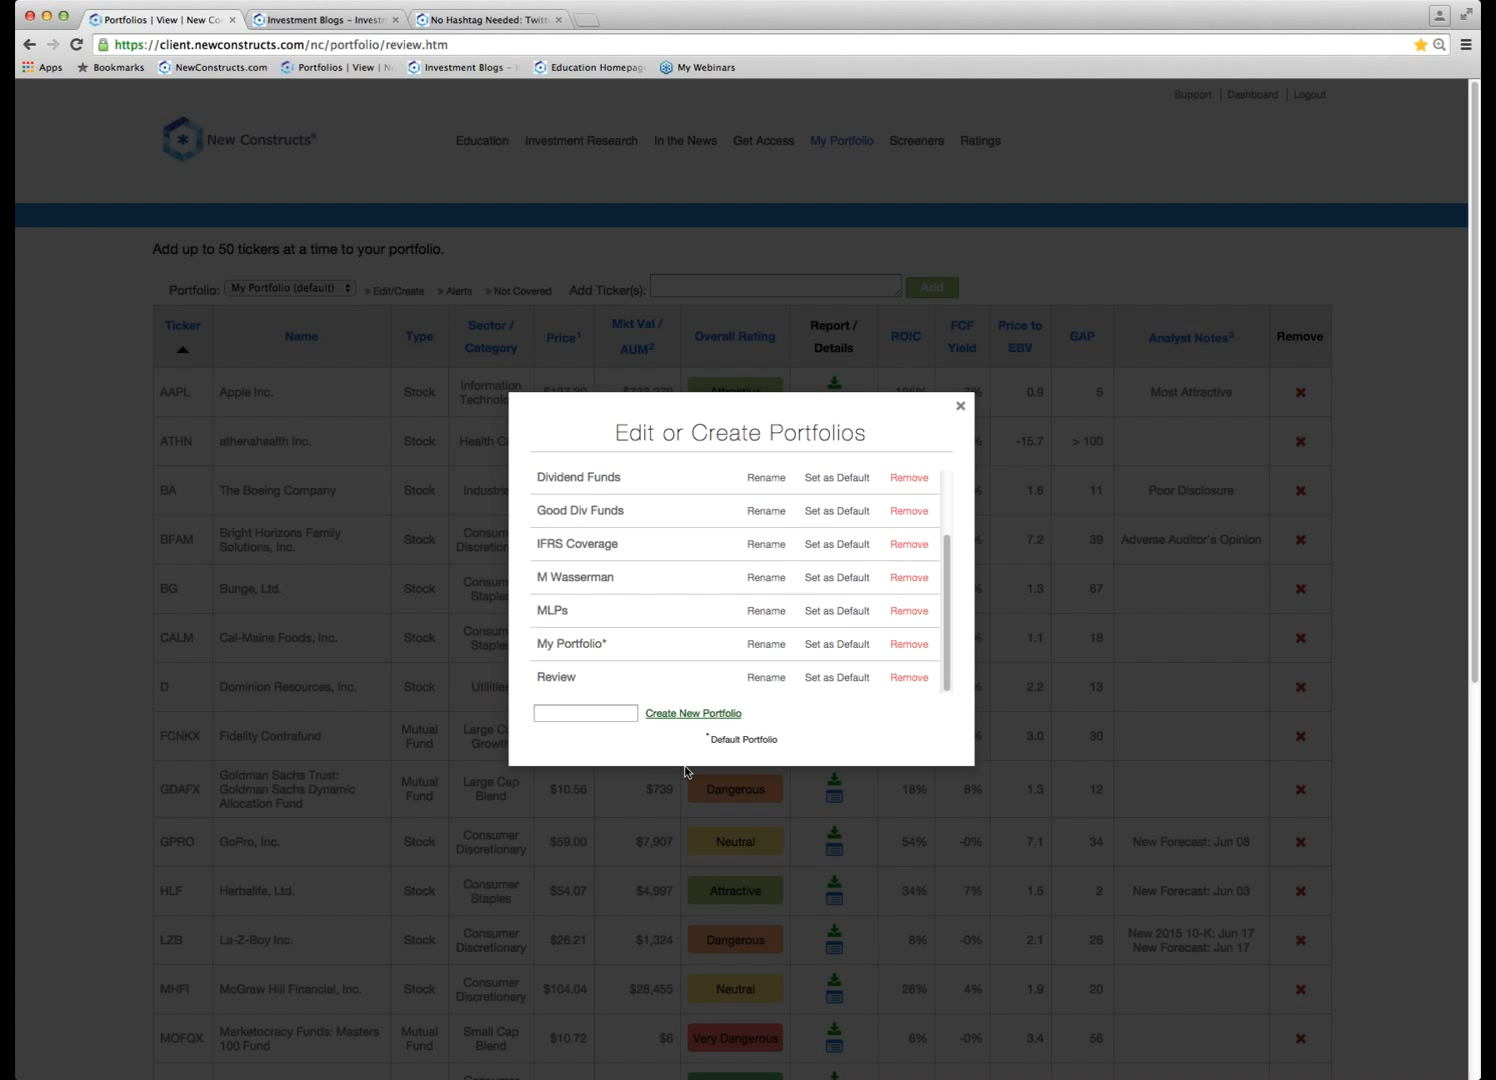 Portfolios | View | New Co
Investment Blogs – Investm
No Hashtag Needed: Twitt
https://client.newconstructs.com/nc/portfolio/review.htm
Apps
Bookmarks
NewConstructs.com
Portfolios | View | N
Investment Blogs –
Education Homepag
My Webinars
Support | Dashboard | Logout
New Constructs®
Education Investment Research In the News Get Access My Portfolio Screeners Ratings
Add up to 50 tickers at a time to your portfolio.
Portfolio: My Portfolio (default) » Edit/Create » Alerts » Not Covered Add Ticker(s): Add
Ticker Name Type Sector / Category Price¹ Mkt Val / AUM² Overall Rating Report / Details ROIC FCF Yield Price to EBV GAP Analyst Notes³ Remove
AAPL Apple Inc. Stock Information Technolo Attractive 0.9 5 Most Attractive
ATHN athenahealth Inc. Stock Health C -15.7 > 100
BA The Boeing Company Stock Industria 1.6 11 Poor Disclosure
BFAM Bright Horizons Family Solutions, Inc. Stock Consum Discretion 7.2 39 Adverse Auditor's Opinion
BG Bunge, Ltd. Stock Consum Staple 1.3 67
CALM Cal-Maine Foods, Inc. Stock Consum Staple 1.1 18
D Dominion Resources, Inc. Stock Utilitie 2.2 13
FCNKX Fidelity Contrafund Mutual Fund Large C Growt 3.0 30
Edit or Create Portfolios
Dividend Funds Rename Set as Default Remove
Good Div Funds Rename Set as Default Remove
IFRS Coverage Rename Set as Default Remove
M Wasserman Rename Set as Default Remove
MLPs Rename Set as Default Remove
My Portfolio* Rename Set as Default Remove
Review Rename Set as Default Remove
Create New Portfolio
* Default Portfolio
GDAFX Goldman Sachs Trust: Goldman Sachs Dynamic Allocation Fund Mutual Fund Large Cap Blend $10.56 $739 Dangerous 18% 8% 1.3 12
GPRO GoPro, Inc. Stock Consumer Discretionary $59.00 $7,907 Neutral 54% -0% 7.1 34 New Forecast: Jun 08
HLF Herbalife, Ltd. Stock Consumer Staples $54.07 $4,997 Attractive 34% 7% 1.5 2 New Forecast: Jun 03
LZB La-Z-Boy Inc. Stock Consumer Discretionary $26.21 $1,324 Dangerous 8% -0% 2.1 26 New 2015 10-K: Jun 17 New Forecast: Jun 17
MHFI McGraw Hill Financial, Inc. Stock Consumer Discretionary $104.04 $28,455 Neutral 26% 4% 1.9 20
MOFQX Marketocracy Funds: Masters 100 Fund Mutual Fund Small Cap Blend $10.72 $6 Very Dangerous 6% -0% 3.4 56